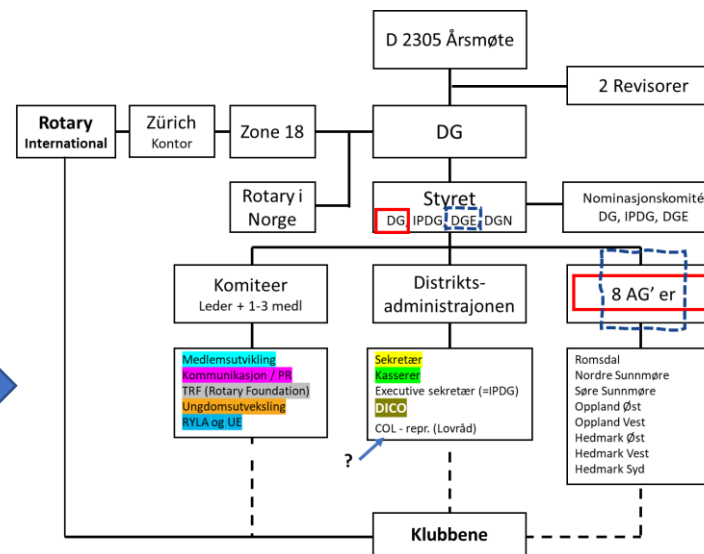 D 2305 Årsmøte
2 Revisorer
Rotary
International
Zürich
Kontor
Zone 18
DG
Rotary i
Norge
Styret
DG, IPDG, DGE, DGN
Nominasjonskomité
DG, IPDG, DGE
Komiteer
Leder + 1-3 medl
Distrikts-
administrajonen
8 AG' er
Medlemsutvikling
Kommunikasjon / PR
TRF (Rotary Foundation)
Ungdomsutveksling
RYLA og UE
Sekretær
Kasserer
Executive sekretær (=IPDG)
DICO
COL - repr. (Lovråd)
?
Romsdal
Nordre Sunnmøre
Søre Sunnmøre
Oppland Øst
Oppland Vest
Hedmark Øst
Hedmark Vest
Hedmark Syd
Klubbene